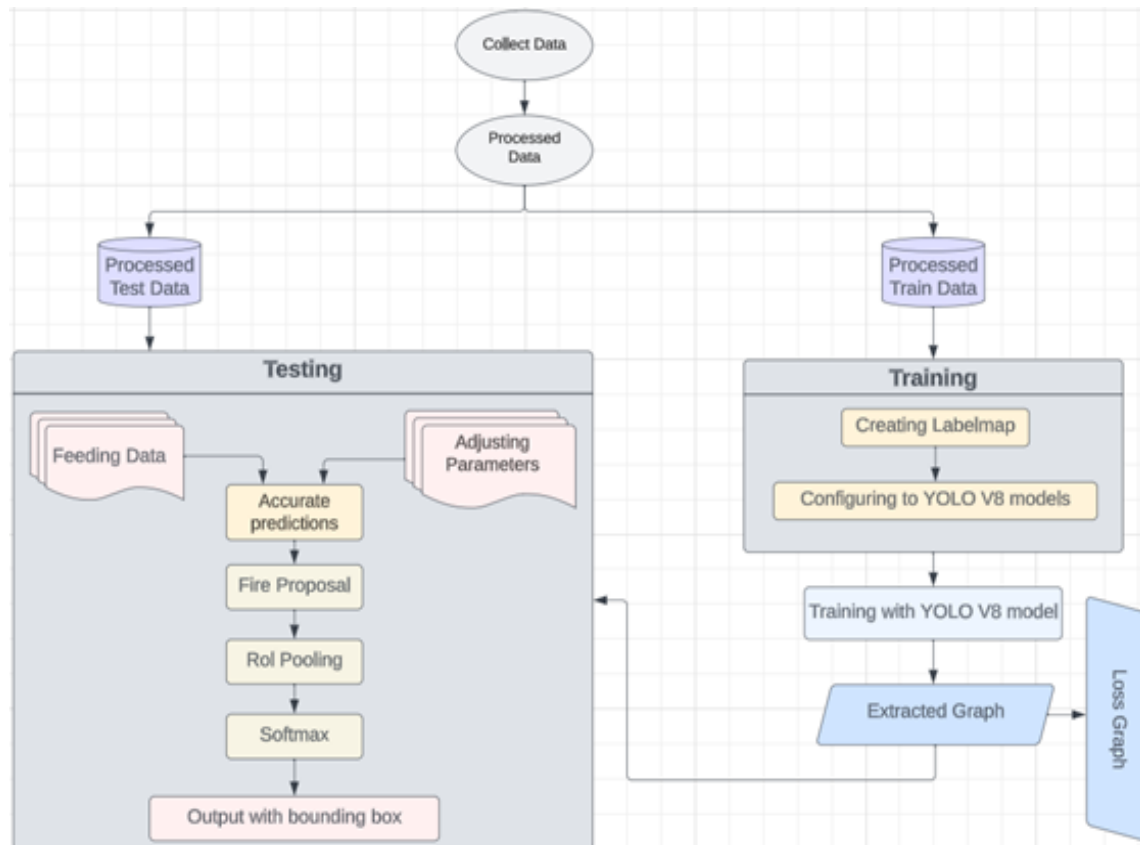 Collect Data
Processed
Data
Processed
Test Data
Processed
Train Data
Testing
Feeding Data
Adjusting
Parameters
Accurate
predictions
Fire Proposal
RoI Pooling
Softmax
Output with bounding box
Training
Creating Labelmap
Configuring to YOLO V8 models
Training with YOLO V8 model
Extracted Graph
Loss Graph